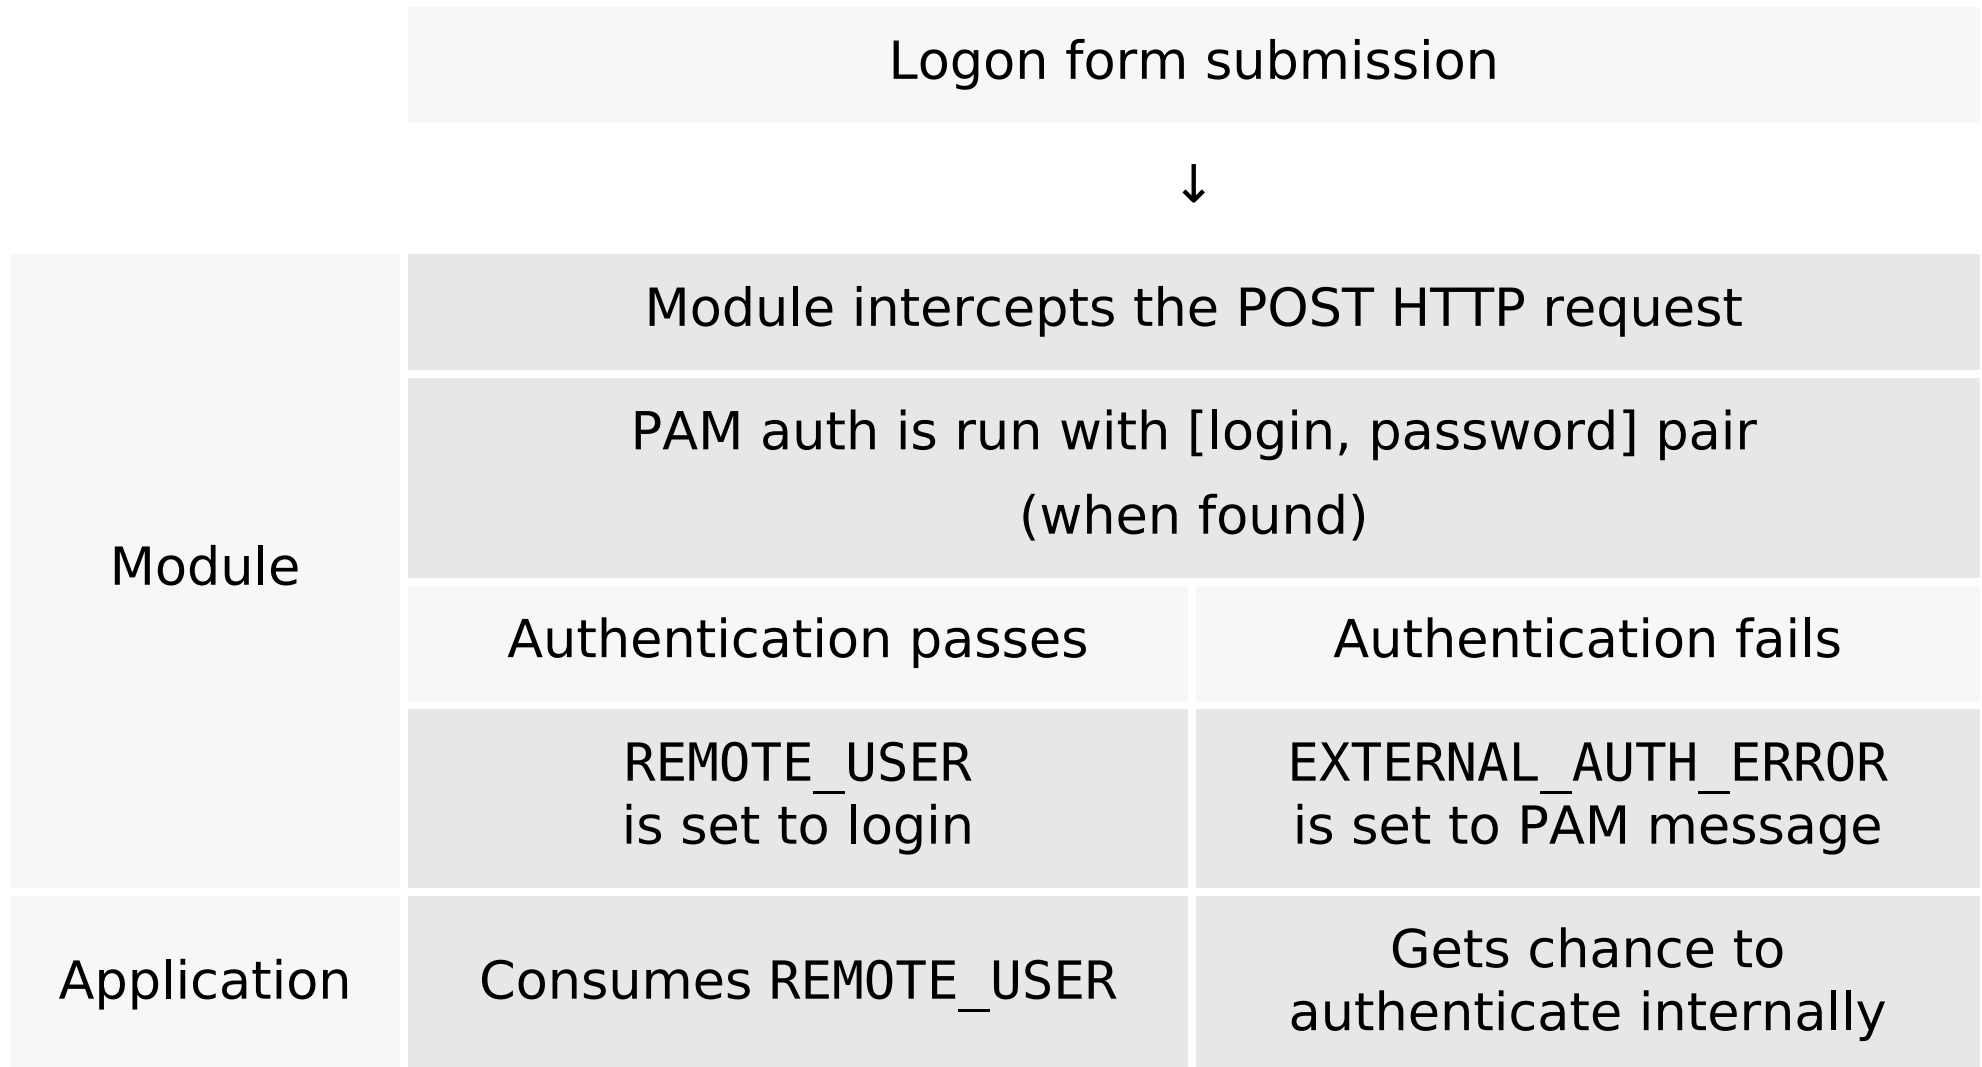 Logon form submission
↓
Module
Module intercepts the POST HTTP request
PAM auth is run with [login, password] pair
(when found)
Authentication passes
Authentication fails
REMOTE_USER
is set to login
EXTERNAL_AUTH_ERROR
is set to PAM message
Application
Consumes REMOTE_USER
Gets chance to
authenticate internally